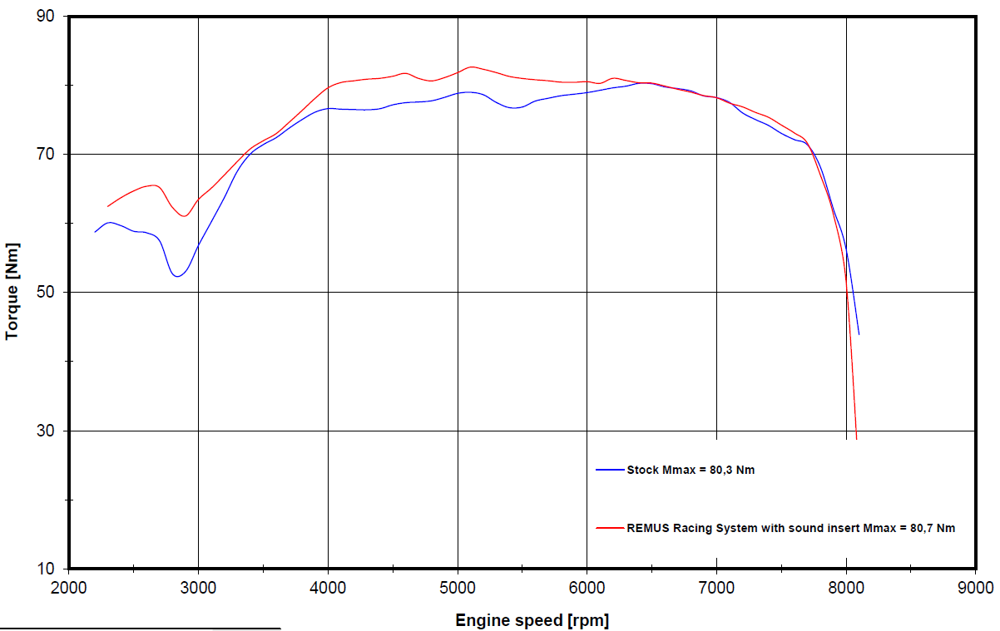 90
70
50
30
10
Torque [Nm]
Stock Mmax = 80,3 Nm
REMUS Racing System with sound insert Mmax = 80,7 Nm
2000 3000 4000 5000 6000 7000 8000 9000
Engine speed [rpm]